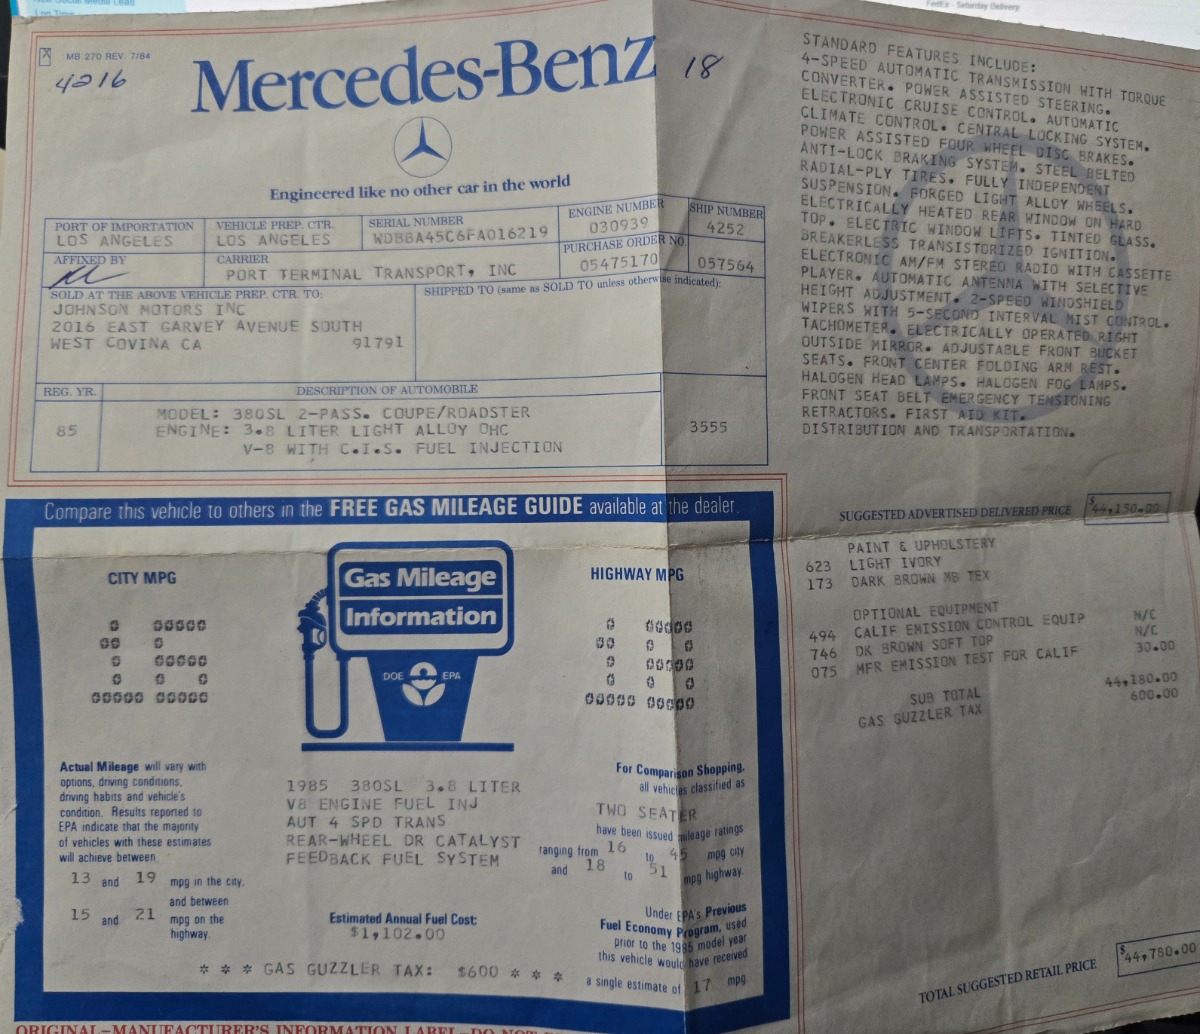 FedEx - Saturday Delivery
MB 270 REV. 7/84
4216
Mercedes-Benz
18
Engineered like no other car in the world
PORT OF IMPORTATION
LOS ANGELES
VEHICLE PREP. CTR.
LOS ANGELES
SERIAL NUMBER
WDBBA45C6FA016219
ENGINE NUMBER
030939
SHIP NUMBER
4252
AFFIXED BY
CARRIER
PORT TERMINAL TRANSPORT, INC
PURCHASE ORDER NO.
05475170
057564
SOLD AT THE ABOVE VEHICLE PREP. CTR. TO:
JOHNSON MOTORS INC
2016 EAST GARVEY AVENUE SOUTH
WEST COVINA CA 91791
SHIPPED TO (same as SOLD TO unless otherwise indicated):
REG. YR.
85
DESCRIPTION OF AUTOMOBILE
MODEL: 380SL 2-PASS. COUPE/ROADSTER
ENGINE: 3.8 LITER LIGHT ALLOY OHC
V-8 WITH C.I.S. FUEL INJECTION
3555
STANDARD FEATURES INCLUDE:
4-SPEED AUTOMATIC TRANSMISSION WITH TORQUE
CONVERTER. POWER ASSISTED STEERING.
ELECTRONIC CRUISE CONTROL. AUTOMATIC
CLIMATE CONTROL. CENTRAL LOCKING SYSTEM.
POWER ASSISTED FOUR WHEEL DISC BRAKES.
ANTI-LOCK BRAKING SYSTEM. STEEL BELTED
RADIAL-PLY TIRES. FULLY INDEPENDENT
SUSPENSION. FORGED LIGHT ALLOY WHEELS.
ELECTRICALLY HEATED REAR WINDOW ON HARD
TOP. ELECTRIC WINDOW LIFTS. TINTED GLASS.
BREAKERLESS TRANSISTORIZED IGNITION.
ELECTRONIC AM/FM STEREO RADIO WITH CASSETTE
PLAYER. AUTOMATIC ANTENNA WITH SELECTIVE
HEIGHT ADJUSTMENT. 2-SPEED WINDSHIELD
WIPERS WITH 5-SECOND INTERVAL MIST CONTROL.
TACHOMETER. ELECTRICALLY OPERATED RIGHT
OUTSIDE MIRROR. ADJUSTABLE FRONT BUCKET
SEATS. FRONT CENTER FOLDING ARM REST.
HALOGEN HEAD LAMPS. HALOGEN FOG LAMPS.
FRONT SEAT BELT EMERGENCY TENSIONING
RETRACTORS. FIRST AID KIT.
DISTRIBUTION AND TRANSPORTATION.
SUGGESTED ADVERTISED DELIVERED PRICE $44,150.00
PAINT & UPHOLSTERY
623 LIGHT IVORY
173 DARK BROWN MB TEX
OPTIONAL EQUIPMENT
494 CALIF EMISSION CONTROL EQUIP N/C
746 DK BROWN SOFT TOP N/C
075 MFR EMISSION TEST FOR CALIF 30.00
SUB TOTAL 44,180.00
GAS GUZZLER TAX 600.00
TOTAL SUGGESTED RETAIL PRICE $44,780.00
Compare this vehicle to others in the FREE GAS MILEAGE GUIDE available at the dealer.
CITY MPG
16
Gas Mileage
Information
DOE EPA
HIGHWAY MPG
18
Actual Mileage will vary with
options, driving conditions,
driving habits and vehicle's
condition. Results reported to
EPA indicate that the majority
of vehicles with these estimates
will achieve between
13 and 19 mpg in the city.
and between
15 and 21 mpg on the
highway.
1985 380SL 3.8 LITER
V8 ENGINE FUEL INJ
AUT 4 SPD TRANS
REAR-WHEEL DR CATALYST
FEEDBACK FUEL SYSTEM
Estimated Annual Fuel Cost:
$1,102.00
* * * GAS GUZZLER TAX: $600 * * *
For Comparison Shopping,
all vehicles classified as
TWO SEATER
have been issued mileage ratings
ranging from 16 to 45 mpg city
and 18 to 51 mpg highway.
Under EPA's Previous
Fuel Economy Program, used
prior to the 1985 model year
this vehicle would have received
a single estimate of 17 mpg
ORIGINAL-MANUFACTURER'S INFORMATION LABEL-DO NOT